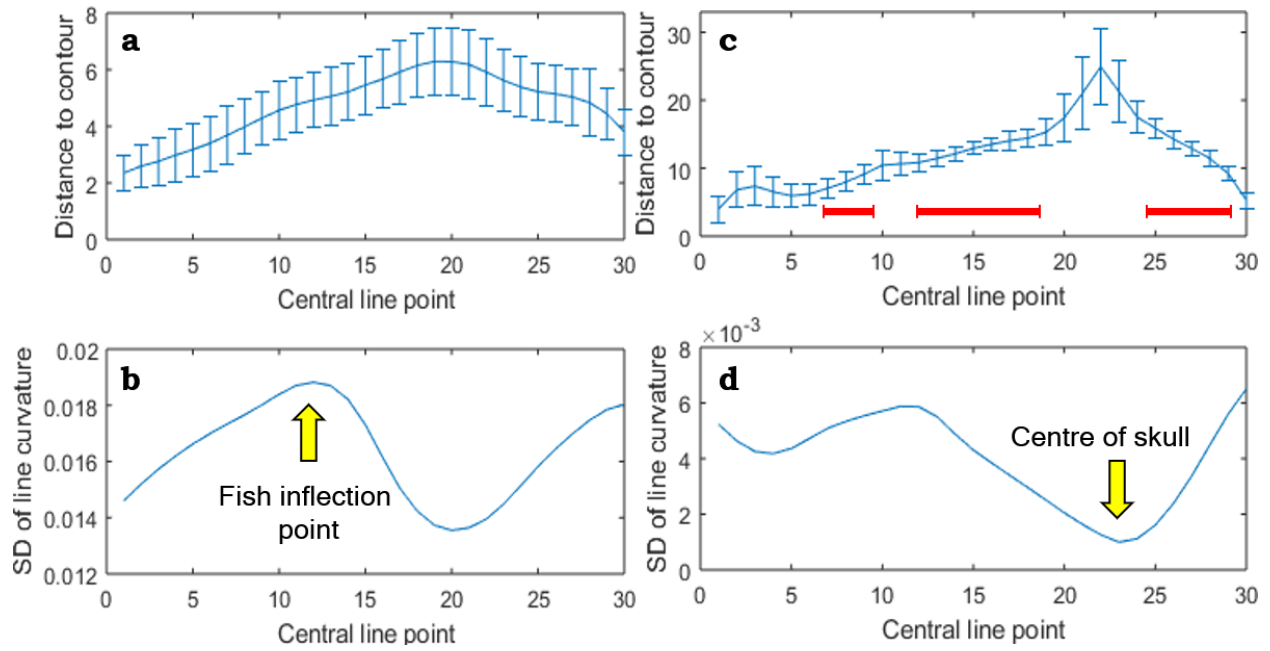 a
Distance to contour
8
6
4
2
0
0 5 10 15 20 25 30
Central line point
c
Distance to contour
30
20
10
0
0 5 10 15 20 25 30
Central line point
b
SD of line curvature
0.02
0.018
0.016
0.014
0.012
Fish inflection
point
0 5 10 15 20 25 30
Central line point
d
SD of line curvature
×10-3
8
6
4
2
0
Centre of skull
0 5 10 15 20 25 30
Central line point